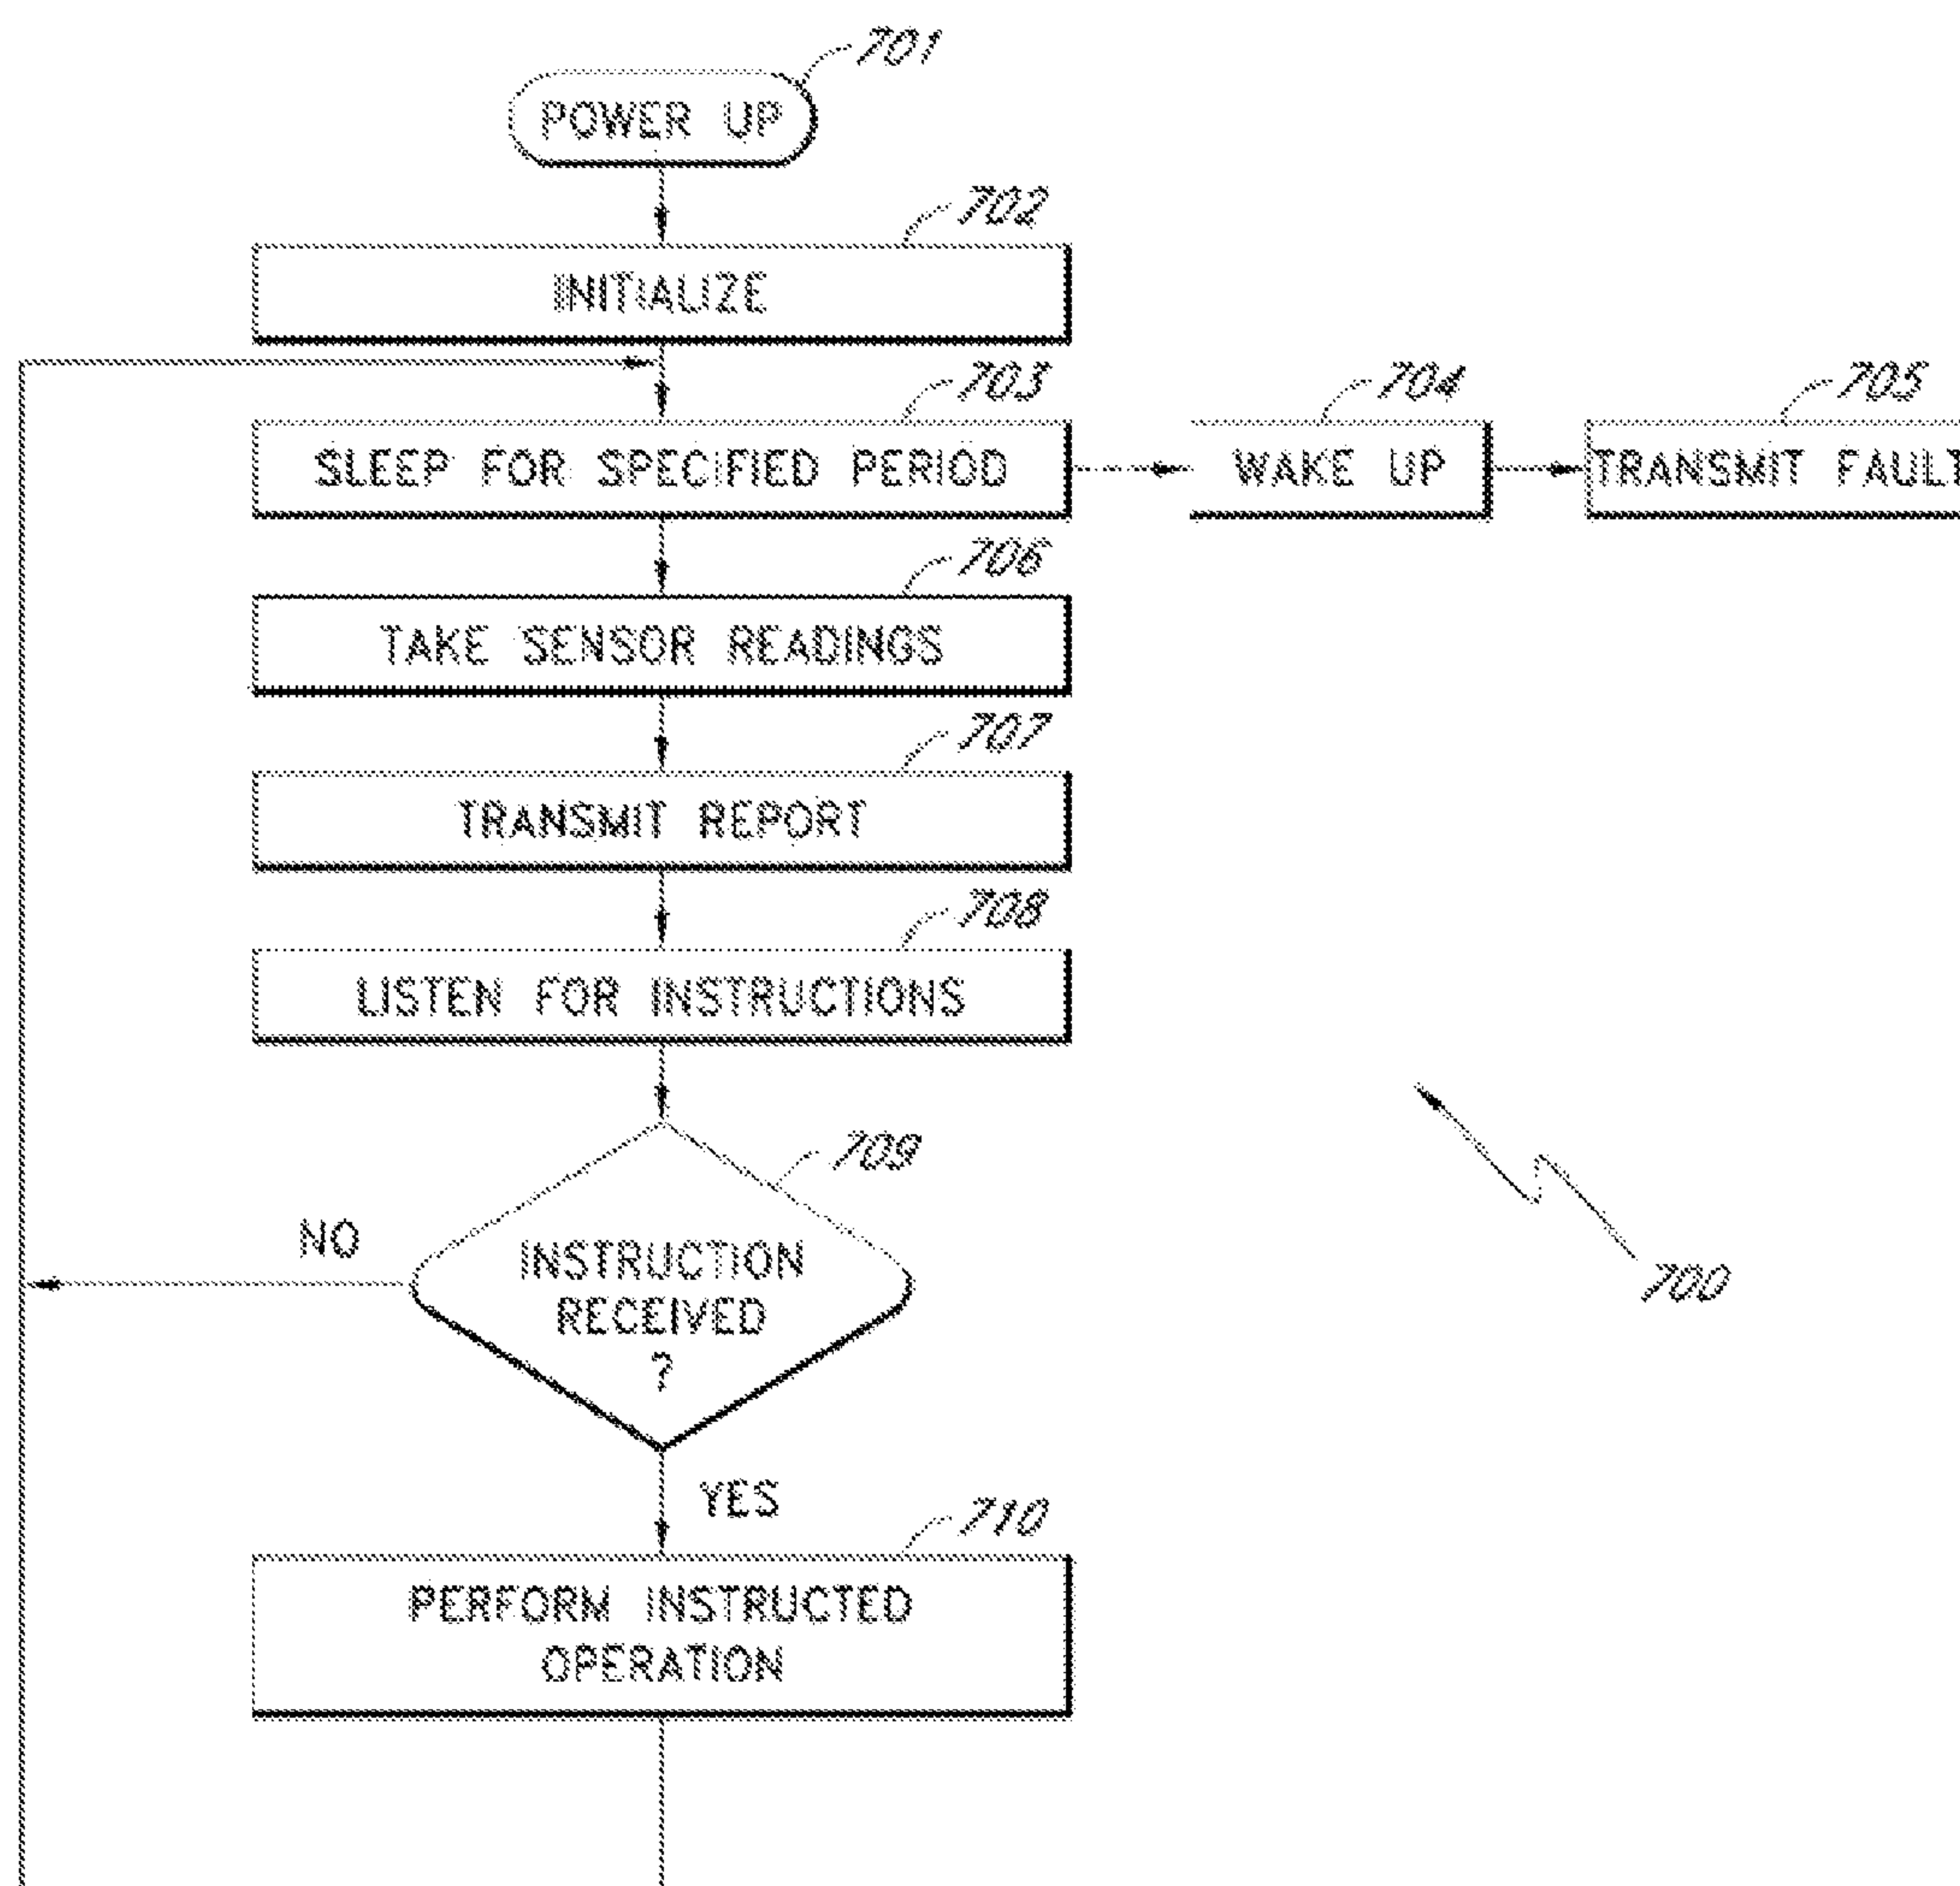 701
POWER UP
702
INITIALIZE
703
SLEEP FOR SPECIFIED PERIOD
704
WAKE UP
705
TRANSMIT FAULT
706
TAKE SENSOR READINGS
707
TRANSMIT REPORT
708
LISTEN FOR INSTRUCTIONS
709
NO
INSTRUCTION
RECEIVED
?
700
YES
710
PERFORM INSTRUCTED
OPERATION